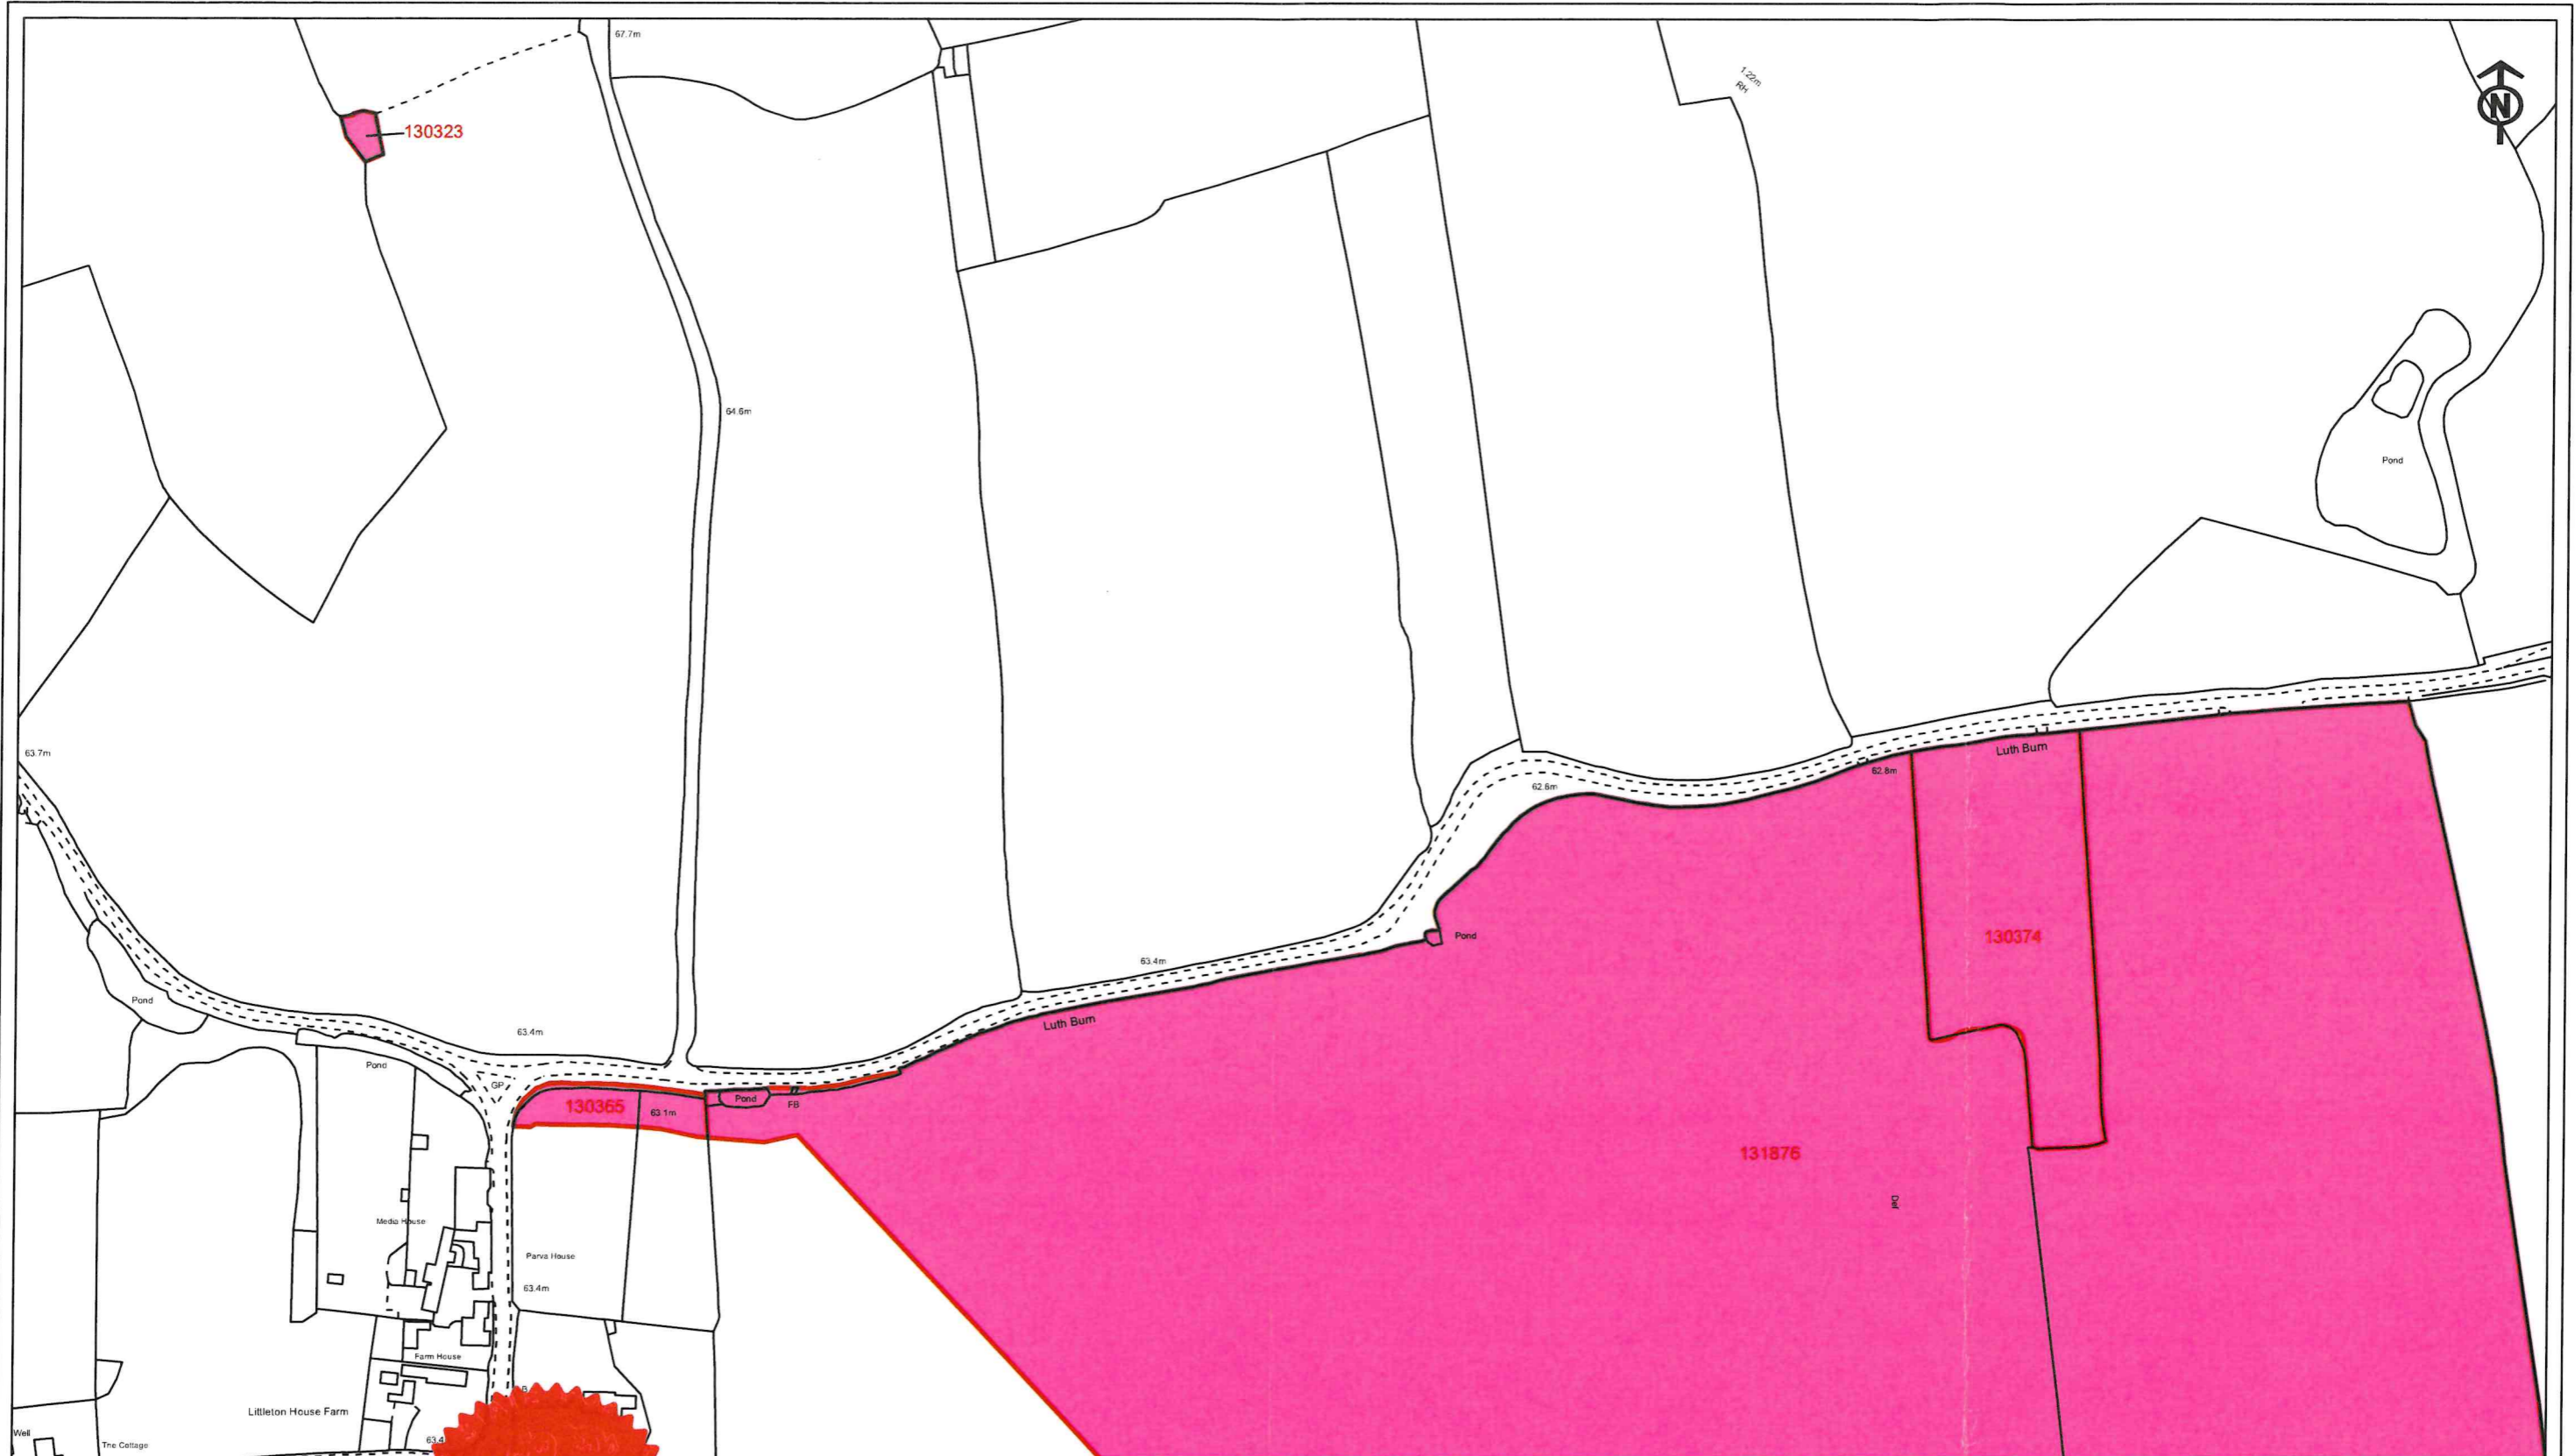 67.7m
1.22m
RH
N
130323
64.6m
Pond
63.7m
Luth Burn
62.8m
62.8m
130374
Pond
63.4m
Pond
Luth Burn
63.4m
Pond
GP
130365
63.1m
Pond
FB
131876
Def
Media House
Parva House
63.4m
Farm House
B
Littleton House Farm
Well
The Cottage
63.4